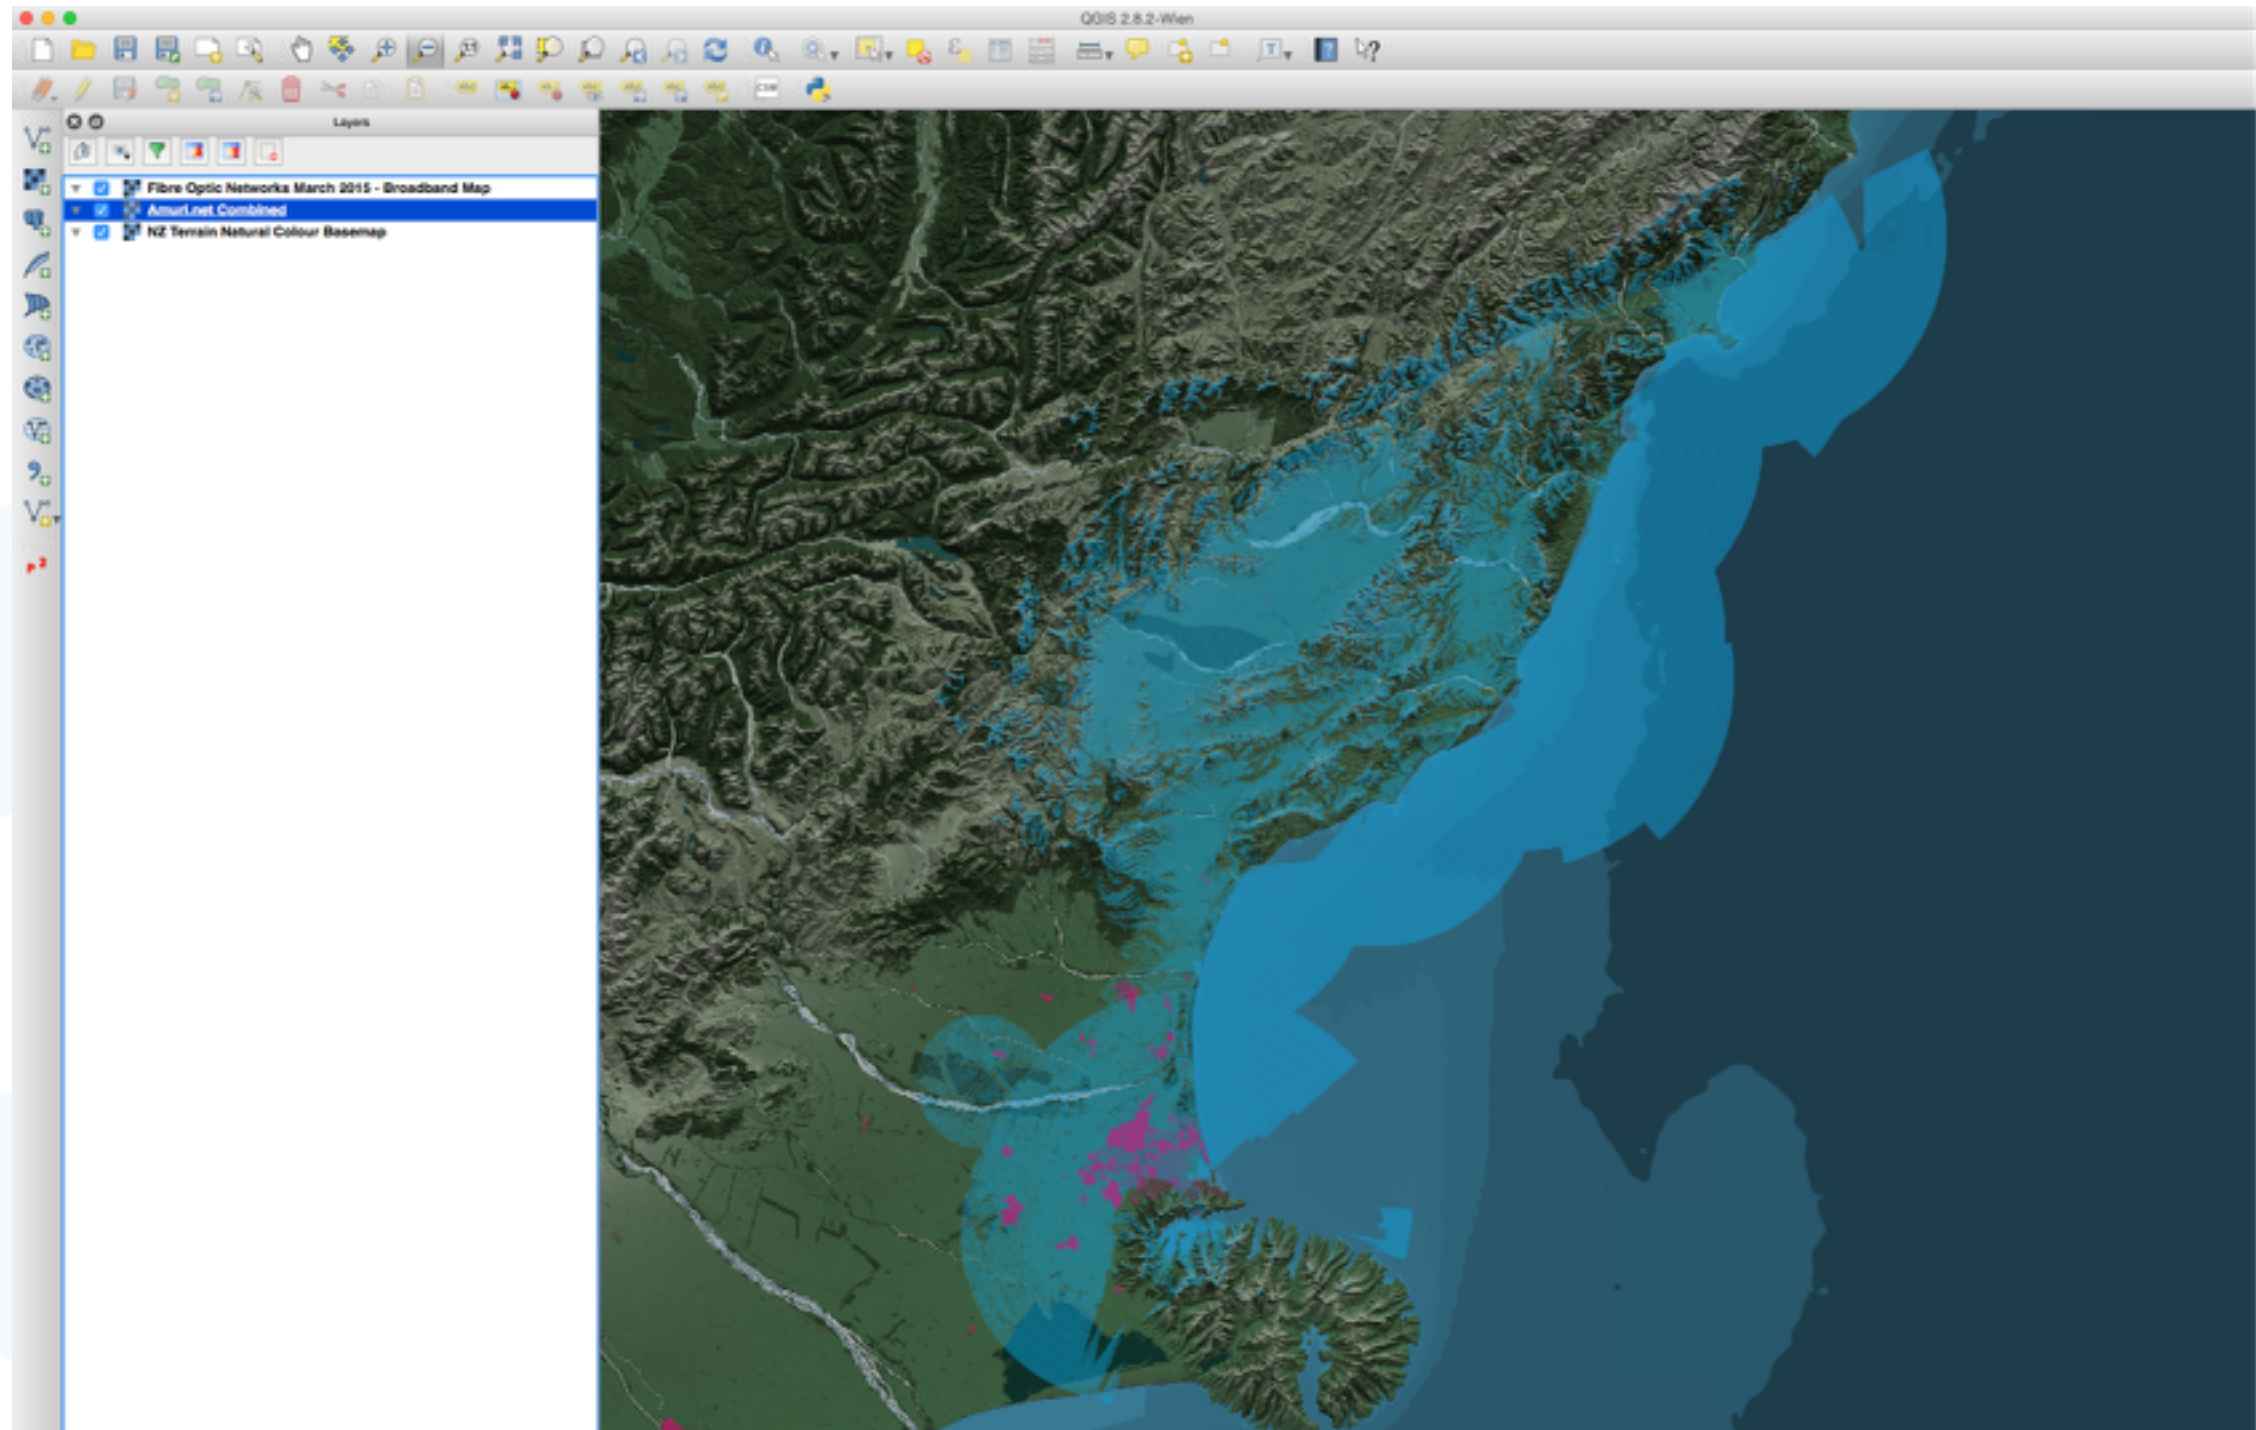 QGIS 2.8.2-Wien
Layers
Fibre Optic Networks March 2015 - Broadband Map
Amuri.net Combined
NZ Terrain Natural Colour Basemap